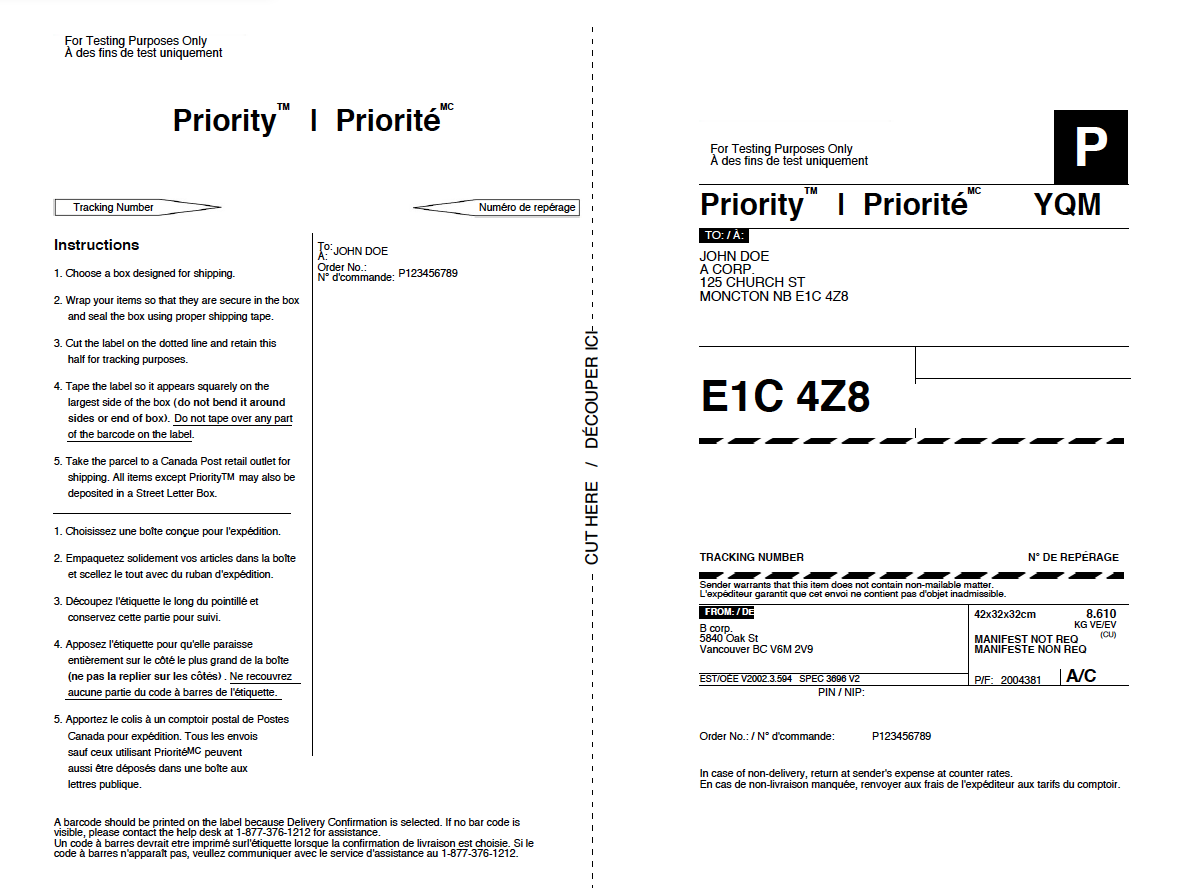 For Testing Purposes Only
À des fins de test uniquement
Priority™ | Priorité MC
Tracking Number
Numéro de repérage
Instructions
1. Choose a box designed for shipping.
2. Wrap your items so that they are secure in the box
and seal the box using proper shipping tape.
3. Cut the label on the dotted line and retain this
half for tracking purposes.
4. Tape the label so it appears squarely on the
largest side of the box (do not bend it around
sides or end of box). Do not tape over any part
of the barcode on the label.
5. Take the parcel to a Canada Post retail outlet for
shipping. All items except Priority™ may also be
deposited in a Street Letter Box.
1. Choisissez une boîte conçue pour l'expédition.
2. Empaquetez solidement vos articles dans la boîte
et scellez le tout avec du ruban d'expédition.
3. Découpez l'étiquette le long du pointillé et
conservez cette partie pour suivi.
4. Apposez l'étiquette pour qu'elle paraisse
entièrement sur le côté le plus grand de la boîte
(ne pas la replier sur les côtés) . Ne recouvrez
aucune partie du code à barres de l'étiquette.
5. Apportez le colis à un comptoir postal de Postes
Canada pour expédition. Tous les envois
sauf ceux utilisant Priorité MC peuvent
aussi être déposés dans une boîte aux
lettres publique.
To:
À: JOHN DOE
Order No.:
N° d'commande: P123456789
A barcode should be printed on the label because Delivery Confirmation is selected. If no bar code is
visible, please contact the help desk at 1-877-376-1212 for assistance.
Un code à barres devrait etre imprimé surl'étiquette lorsque la confirmation de livraison est choisie. Si le
code à barres n'apparaît pas, veullez communiquer avec le service d'assistance au 1-877-376-1212.
CUT HERE / DÉCOUPER ICI
For Testing Purposes Only
À des fins de test uniquement
P
Priority™ | Priorité MC YQM
TO: / À:
JOHN DOE
A CORP.
125 CHURCH ST
MONCTON NB E1C 4Z8
E1C 4Z8
TRACKING NUMBER N° DE REPÉRAGE
Sender warrants that this item does not contain non-mailable matter.
L'expéditeur garantit que cet envoi ne contient pas d'objet inadmissible.
FROM: / DE
B corp.
5840 Oak St
Vancouver BC V6M 2V9
EST/OÉE V2002.3.594 SPEC 3696 V2
42x32x32cm 8.610
KG VE/EV
(CU)
MANIFEST NOT REQ
MANIFESTE NON REQ
P/F: 2004381 A/C
PIN / NIP:
Order No.: / N° d'commande: P123456789
In case of non-delivery, return at sender's expense at counter rates.
En cas de non-livraison manquée, renvoyer aux frais de l'expéditeur aux tarifs du comptoir.